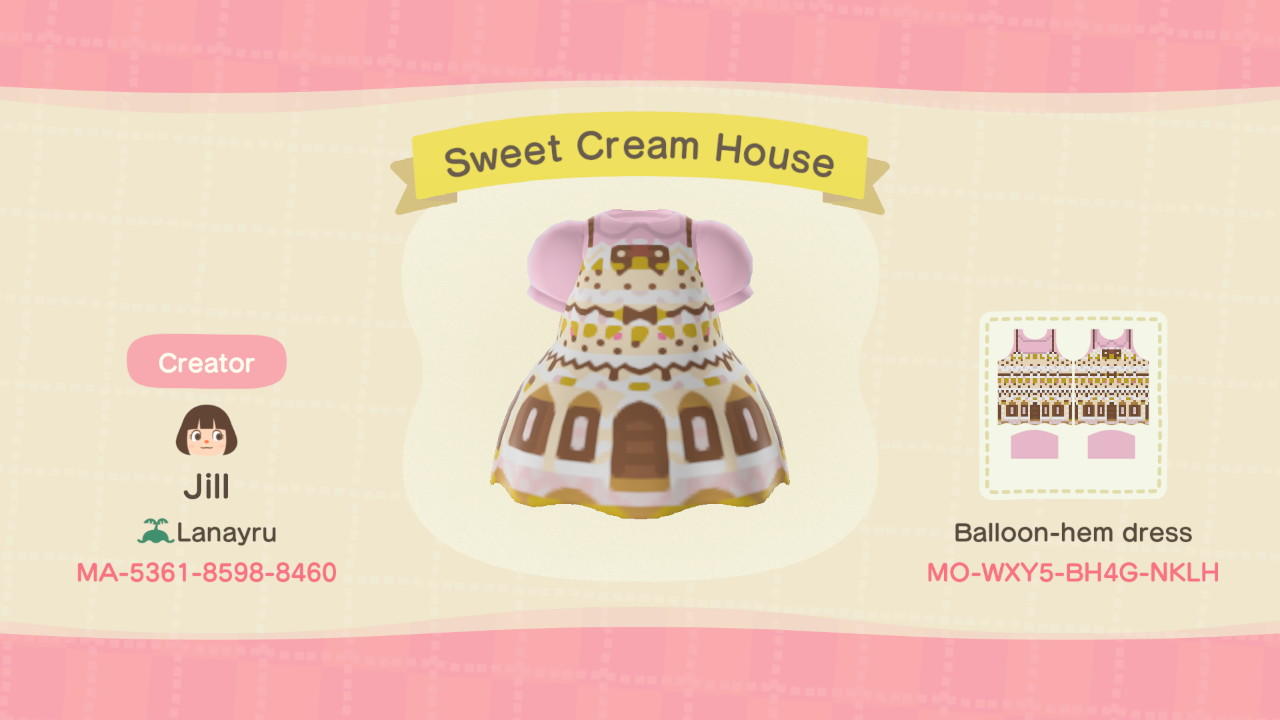 Sweet Cream House
Creator
Jill
Lanayru
MA-5361-8598-8460
Balloon-hem dress
MO-WXY5-BH4G-NKLH